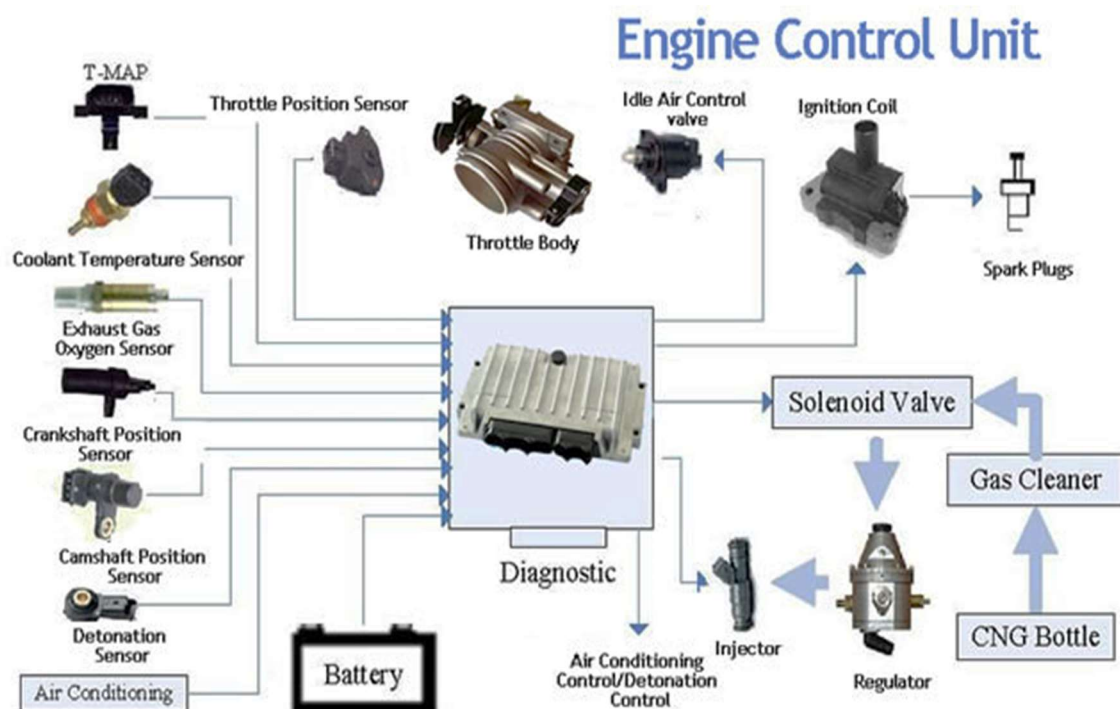 Engine Control Unit
T-MAP
Throttle Position Sensor
Idle Air Control
valve
Ignition Coil
Throttle Body
Spark Plugs
Coolant Temperature Sensor
Exhaust Gas
Oxygen Sensor
Crankshaft Position
Sensor
Camshaft Position
Sensor
Detonation
Sensor
Air Conditioning
Battery
Diagnostic
Air Conditioning
Control/Detonation
Control
Injector
Regulator
Solenoid Valve
Gas Cleaner
CNG Bottle